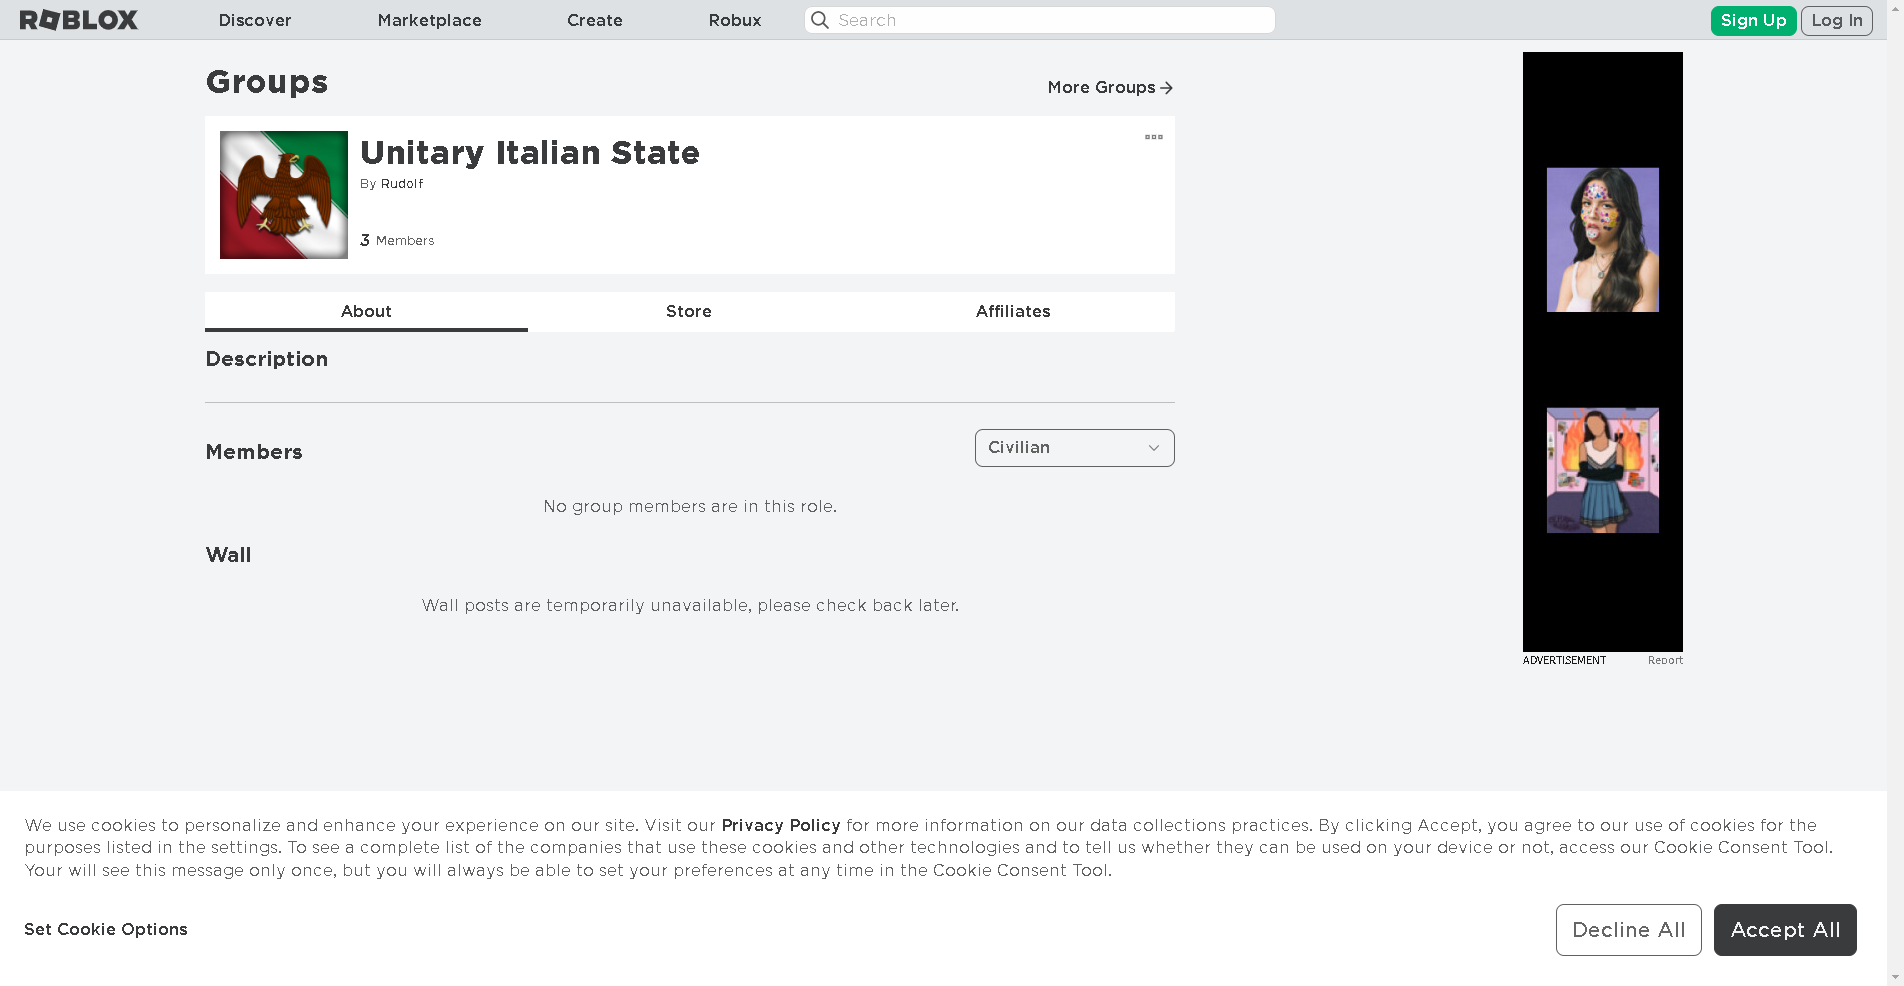 ROBLOX Discover Marketplace Create Robux Search Sign Up Log In
Groups
More Groups
Unitary Italian State
By Rudolf
3 Members
About Store Affiliates
Description
Members
Civilian
No group members are in this role.
Wall
Wall posts are temporarily unavailable, please check back later.
ADVERTISEMENT Report
We use cookies to personalize and enhance your experience on our site. Visit our Privacy Policy for more information on our data collections practices. By clicking Accept, you agree to our use of cookies for the
purposes listed in the settings. To see a complete list of the companies that use these cookies and other technologies and to tell us whether they can be used on your device or not, access our Cookie Consent Tool.
Your will see this message only once, but you will always be able to set your preferences at any time in the Cookie Consent Tool.
Set Cookie Options
Decline All
Accept All